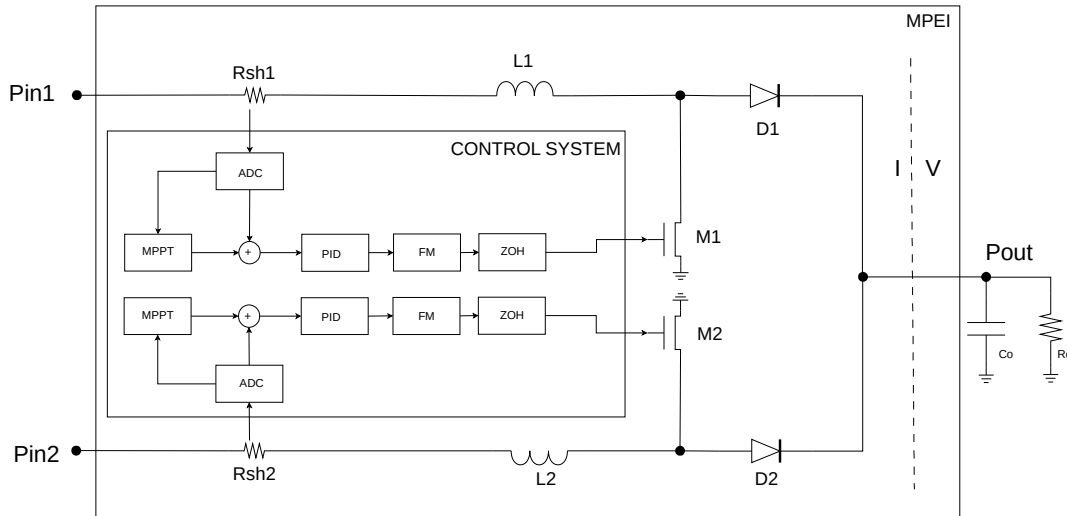 MPEI
L1
Rsh1
Pin1
D1
CONTROL SYSTEM
I V
ADC
M1
MPPT + PID FM ZOH
Pout
MPPT + PID FM ZOH
M2
Co
ADC
Pin2
Rsh2
L2
D2